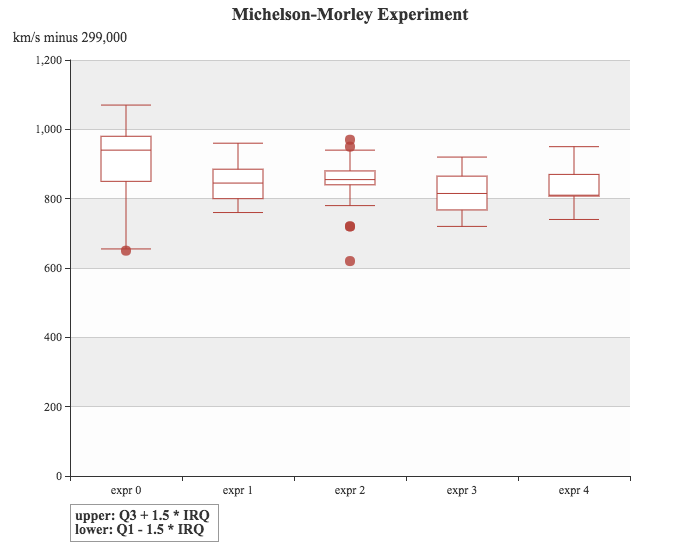 Michelson-Morley Experiment
km/s minus 299,000
1,200
1,000
800
600
400
200
0
expr 0 expr 1 expr 2 expr 3 expr 4
upper: Q3 + 1.5 * IRQ
lower: Q1 - 1.5 * IRQ